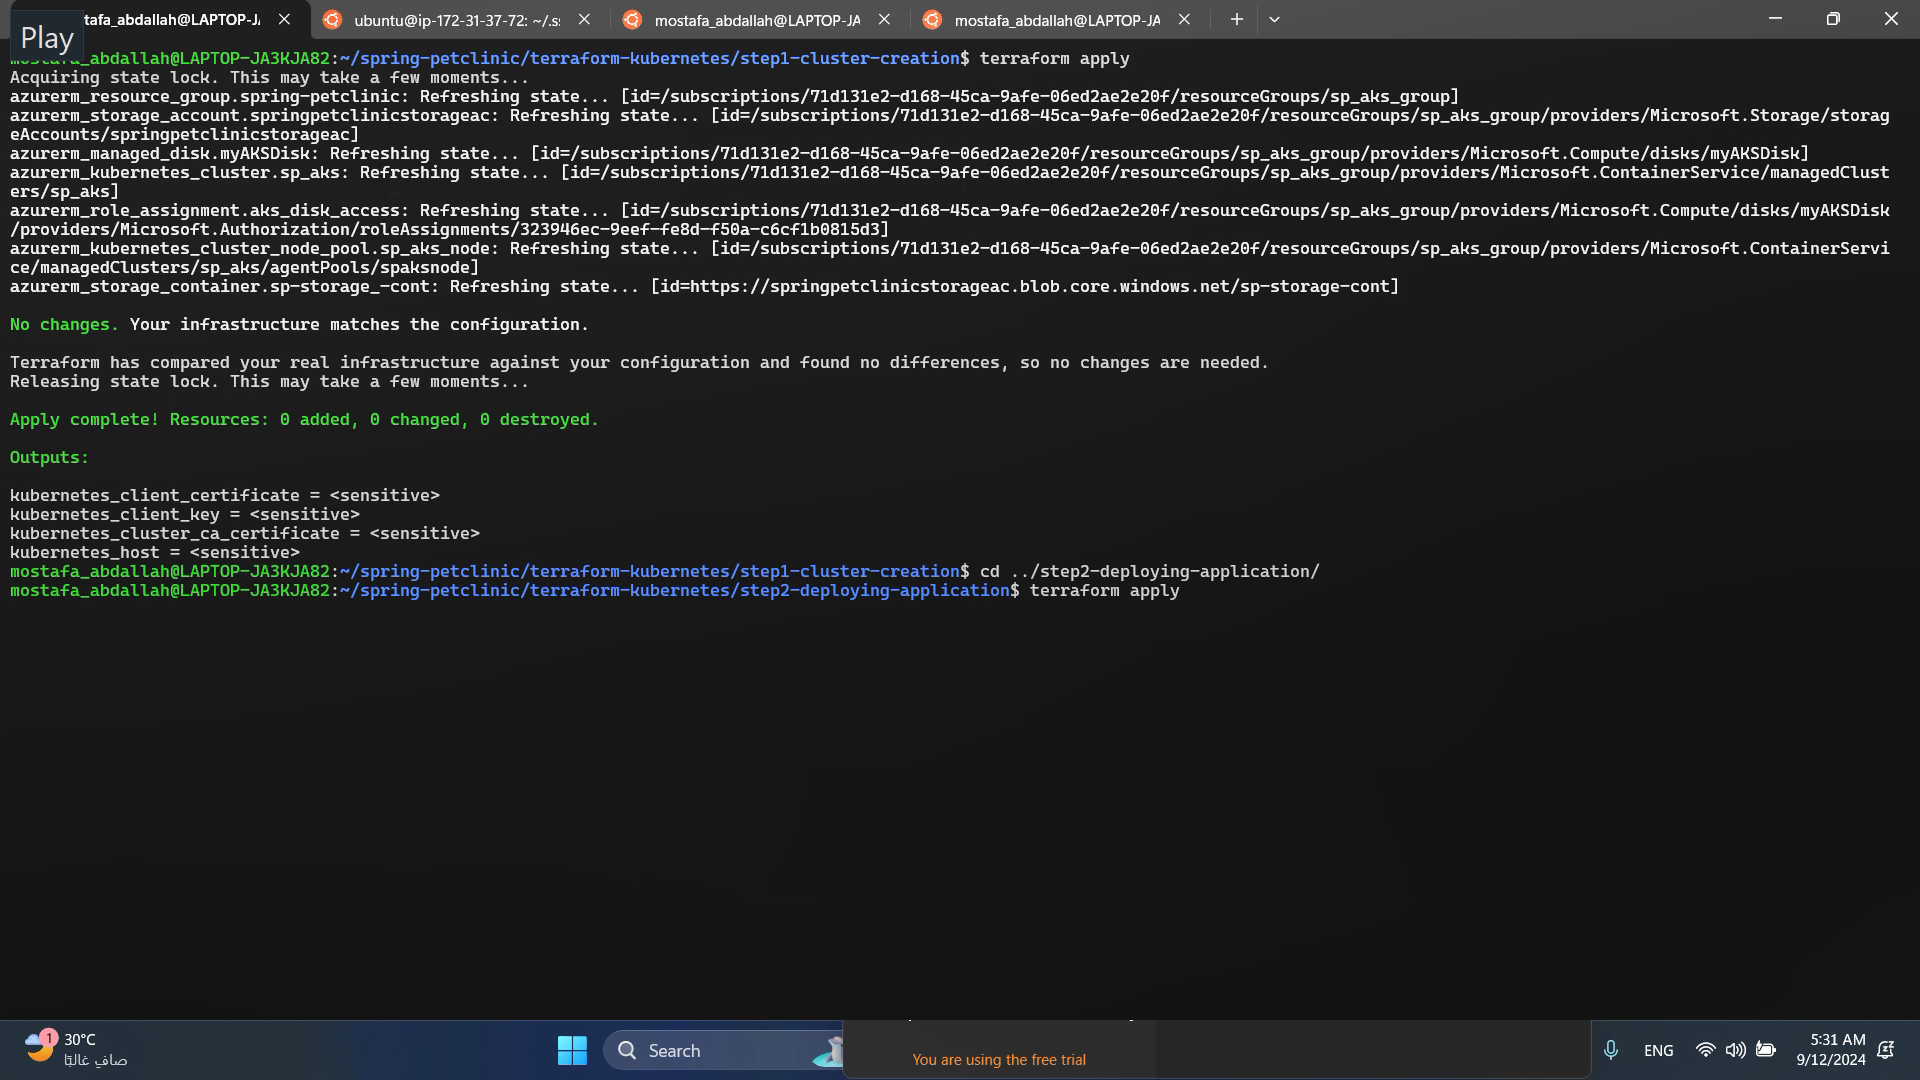 tafa_abdallah@LAPTOP-JA
ubuntu@ip-172-31-37-72: ~/.s
mostafa_abdallah@LAPTOP-JA
mostafa_abdallah@LAPTOP-JA
Play
mostafa_abdallah@LAPTOP-JA3KJA82:~/spring-petclinic/terraform-kubernetes/step1-cluster-creation$ terraform apply
Acquiring state lock. This may take a few moments...
azurerm_resource_group.spring-petclinic: Refreshing state... [id=/subscriptions/71d131e2-d168-45ca-9afe-06ed2ae2e20f/resourceGroups/sp_aks_group]
azurerm_storage_account.springpetclinicstorageac: Refreshing state... [id=/subscriptions/71d131e2-d168-45ca-9afe-06ed2ae2e20f/resourceGroups/sp_aks_group/providers/Microsoft.Storage/storag
eAccounts/springpetclinicstorageac]
azurerm_managed_disk.myAKSDisk: Refreshing state... [id=/subscriptions/71d131e2-d168-45ca-9afe-06ed2ae2e20f/resourceGroups/sp_aks_group/providers/Microsoft.Compute/disks/myAKSDisk]
azurerm_kubernetes_cluster.sp_aks: Refreshing state... [id=/subscriptions/71d131e2-d168-45ca-9afe-06ed2ae2e20f/resourceGroups/sp_aks_group/providers/Microsoft.ContainerService/managedClust
ers/sp_aks]
azurerm_role_assignment.aks_disk_access: Refreshing state... [id=/subscriptions/71d131e2-d168-45ca-9afe-06ed2ae2e20f/resourceGroups/sp_aks_group/providers/Microsoft.Compute/disks/myAKSDisk
/providers/Microsoft.Authorization/roleAssignments/323946ec-9eef-fe8d-f50a-c6cf1b0815d3]
azurerm_kubernetes_cluster_node_pool.sp_aks_node: Refreshing state... [id=/subscriptions/71d131e2-d168-45ca-9afe-06ed2ae2e20f/resourceGroups/sp_aks_group/providers/Microsoft.ContainerServi
ce/managedClusters/sp_aks/agentPools/spaksnode]
azurerm_storage_container.sp-storage_-cont: Refreshing state... [id=https://springpetclinicstorageac.blob.core.windows.net/sp-storage-cont]
No changes. Your infrastructure matches the configuration.
Terraform has compared your real infrastructure against your configuration and found no differences, so no changes are needed.
Releasing state lock. This may take a few moments...
Apply complete! Resources: 0 added, 0 changed, 0 destroyed.
Outputs:
kubernetes_client_certificate = <sensitive>
kubernetes_client_key = <sensitive>
kubernetes_cluster_ca_certificate = <sensitive>
kubernetes_host = <sensitive>
mostafa_abdallah@LAPTOP-JA3KJA82:~/spring-petclinic/terraform-kubernetes/step1-cluster-creation$ cd ../step2-deploying-application/
mostafa_abdallah@LAPTOP-JA3KJA82:~/spring-petclinic/terraform-kubernetes/step2-deploying-application$ terraform apply
1
30°C
صافٍ غالبًا
Search
You are using the free trial
ENG
5:31 AM
9/12/2024